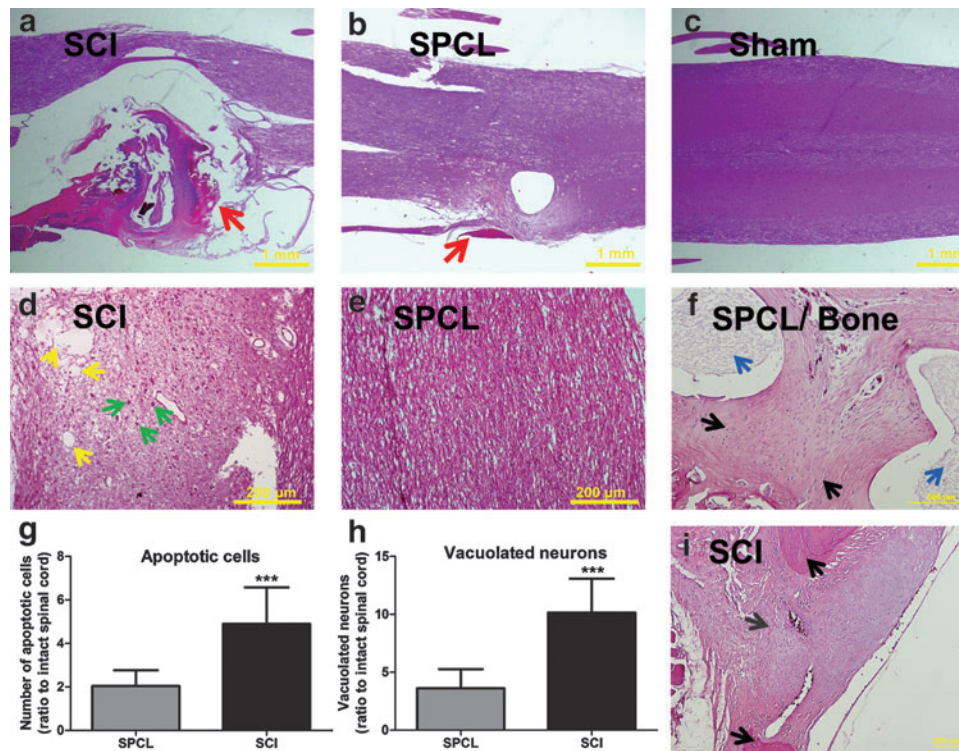 a
SCI
1 mm
b
SPCL
1 mm
c
Sham
1 mm
d
SCI
200 µm
e
SPCL
200 µm
f
SPCL/ Bone
g
Apoptotic cells
Number of apoptotic cells
(ratio to intact spinal cord)
8
6
4
2
0
***
SPCL
SCI
h
Vacuolated neurons
Vacuolated neurons
(ratio to intact spinal cord)
15
10
5
0
***
SPCL
SCI
i
SCI